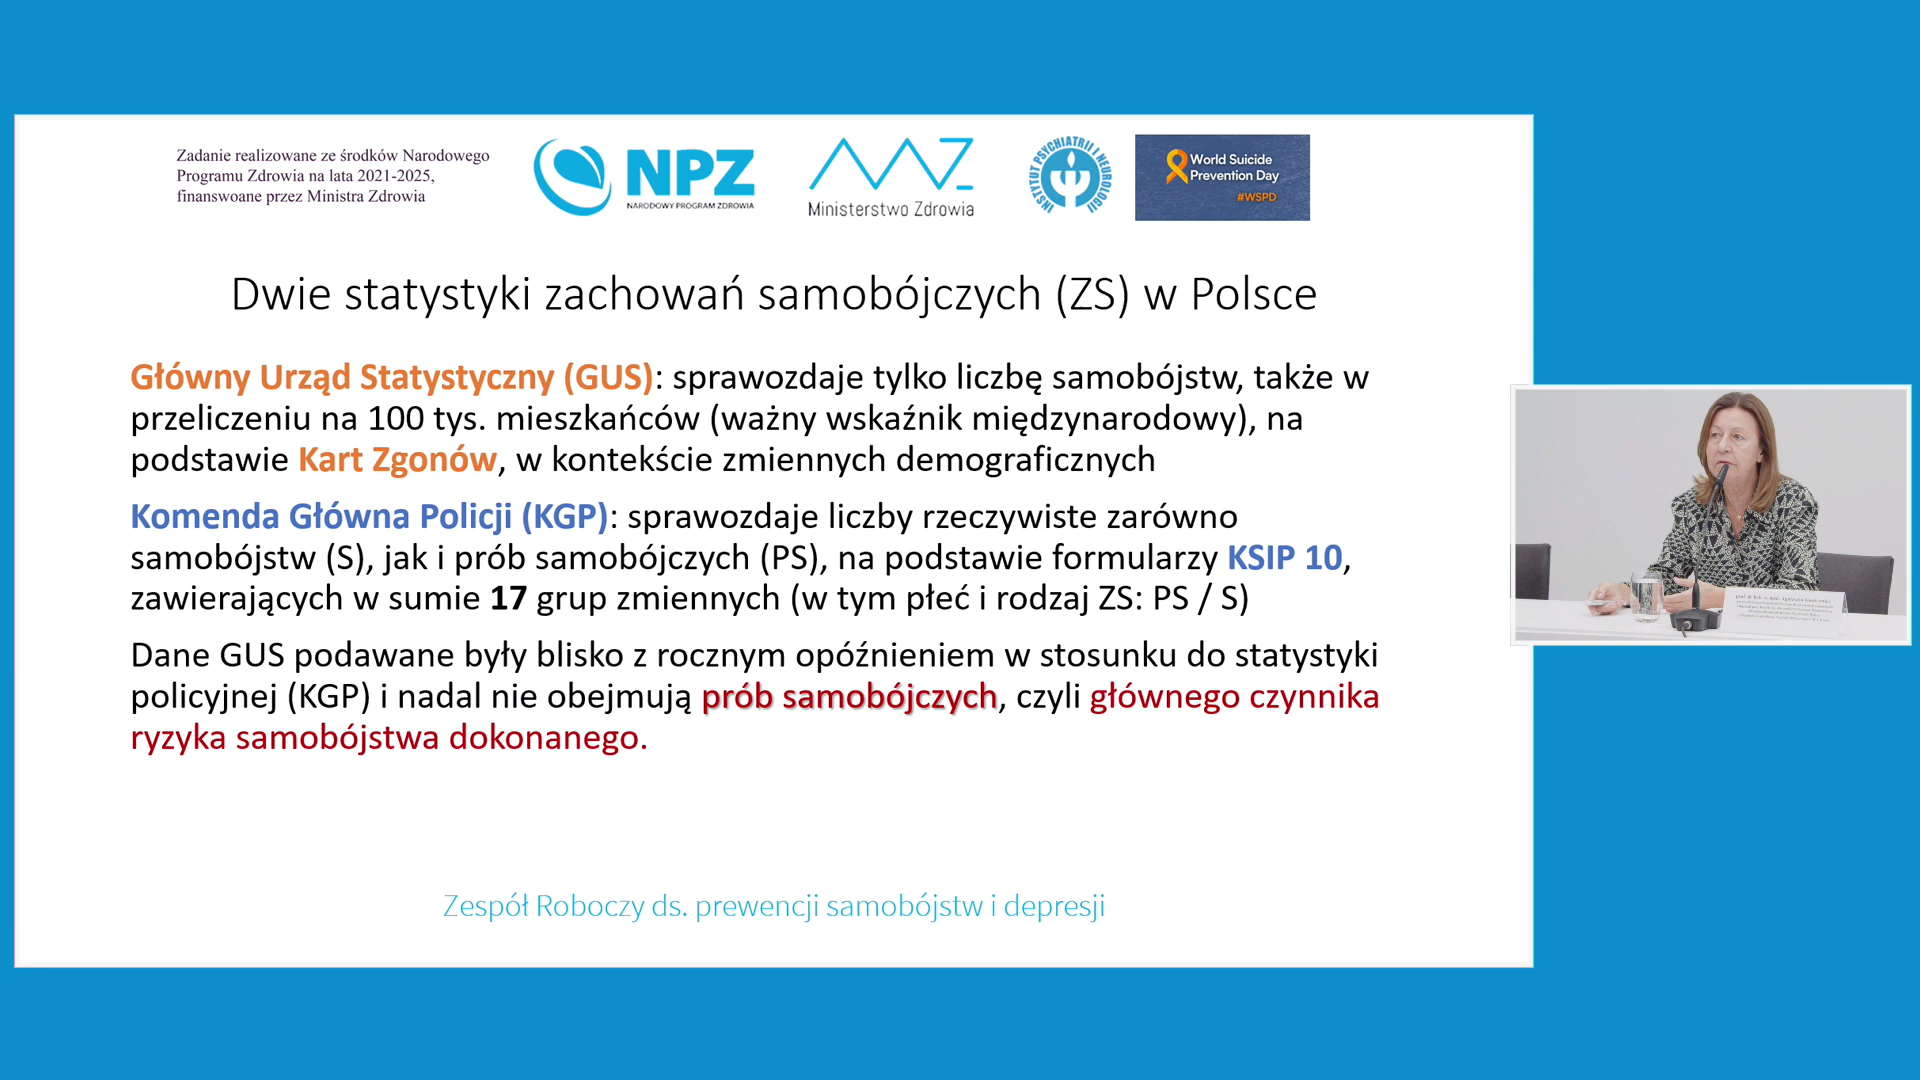 Zadanie realizowane ze środków Narodowego
Programu Zdrowia na lata 2021-2025,
finanswoane przez Ministra Zdrowia
NPZ
NARODOWY PROGRAM ZDROWIA
Ministerstwo Zdrowia
INSTYTUT PSYCHIATRII I NEUROLOGII
World Suicide
Prevention Day
#WSPD
Dwie statystyki zachowań samobójczych (ZS) w Polsce
Główny Urząd Statystyczny (GUS): sprawozdaje tylko liczbę samobójstw, także w
przeliczeniu na 100 tys. mieszkańców (ważny wskaźnik międzynarodowy), na
podstawie Kart Zgonów, w kontekście zmiennych demograficznych
Komenda Główna Policji (KGP): sprawozdaje liczby rzeczywiste zarówno
samobójstw (S), jak i prób samobójczych (PS), na podstawie formularzy KSIP 10,
zawierających w sumie 17 grup zmiennych (w tym płeć i rodzaj ZS: PS / S)
Dane GUS podawane były blisko z rocznym opóźnieniem w stosunku do statystyki
policyjnej (KGP) i nadal nie obejmują prób samobójczych, czyli głównego czynnika
ryzyka samobójstwa dokonanego.
Zespół Roboczy ds. prewencji samobójstw i depresji